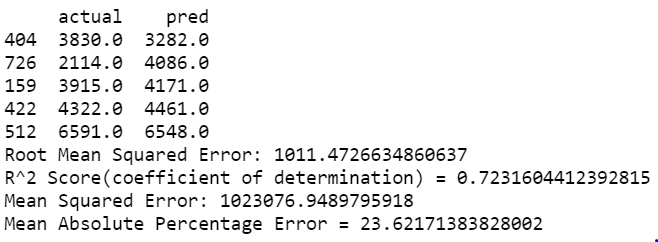 actual pred
404 3830.0 3282.0
726 2114.0 4086.0
159 3915.0 4171.0
422 4322.0 4461.0
512 6591.0 6548.0
Root Mean Squared Error: 1011.4726634860637
R^2 Score(coefficient of determination) = 0.7231604412392815
Mean Squared Error: 1023076.9489795918
Mean Absolute Percentage Error = 23.62171383828002